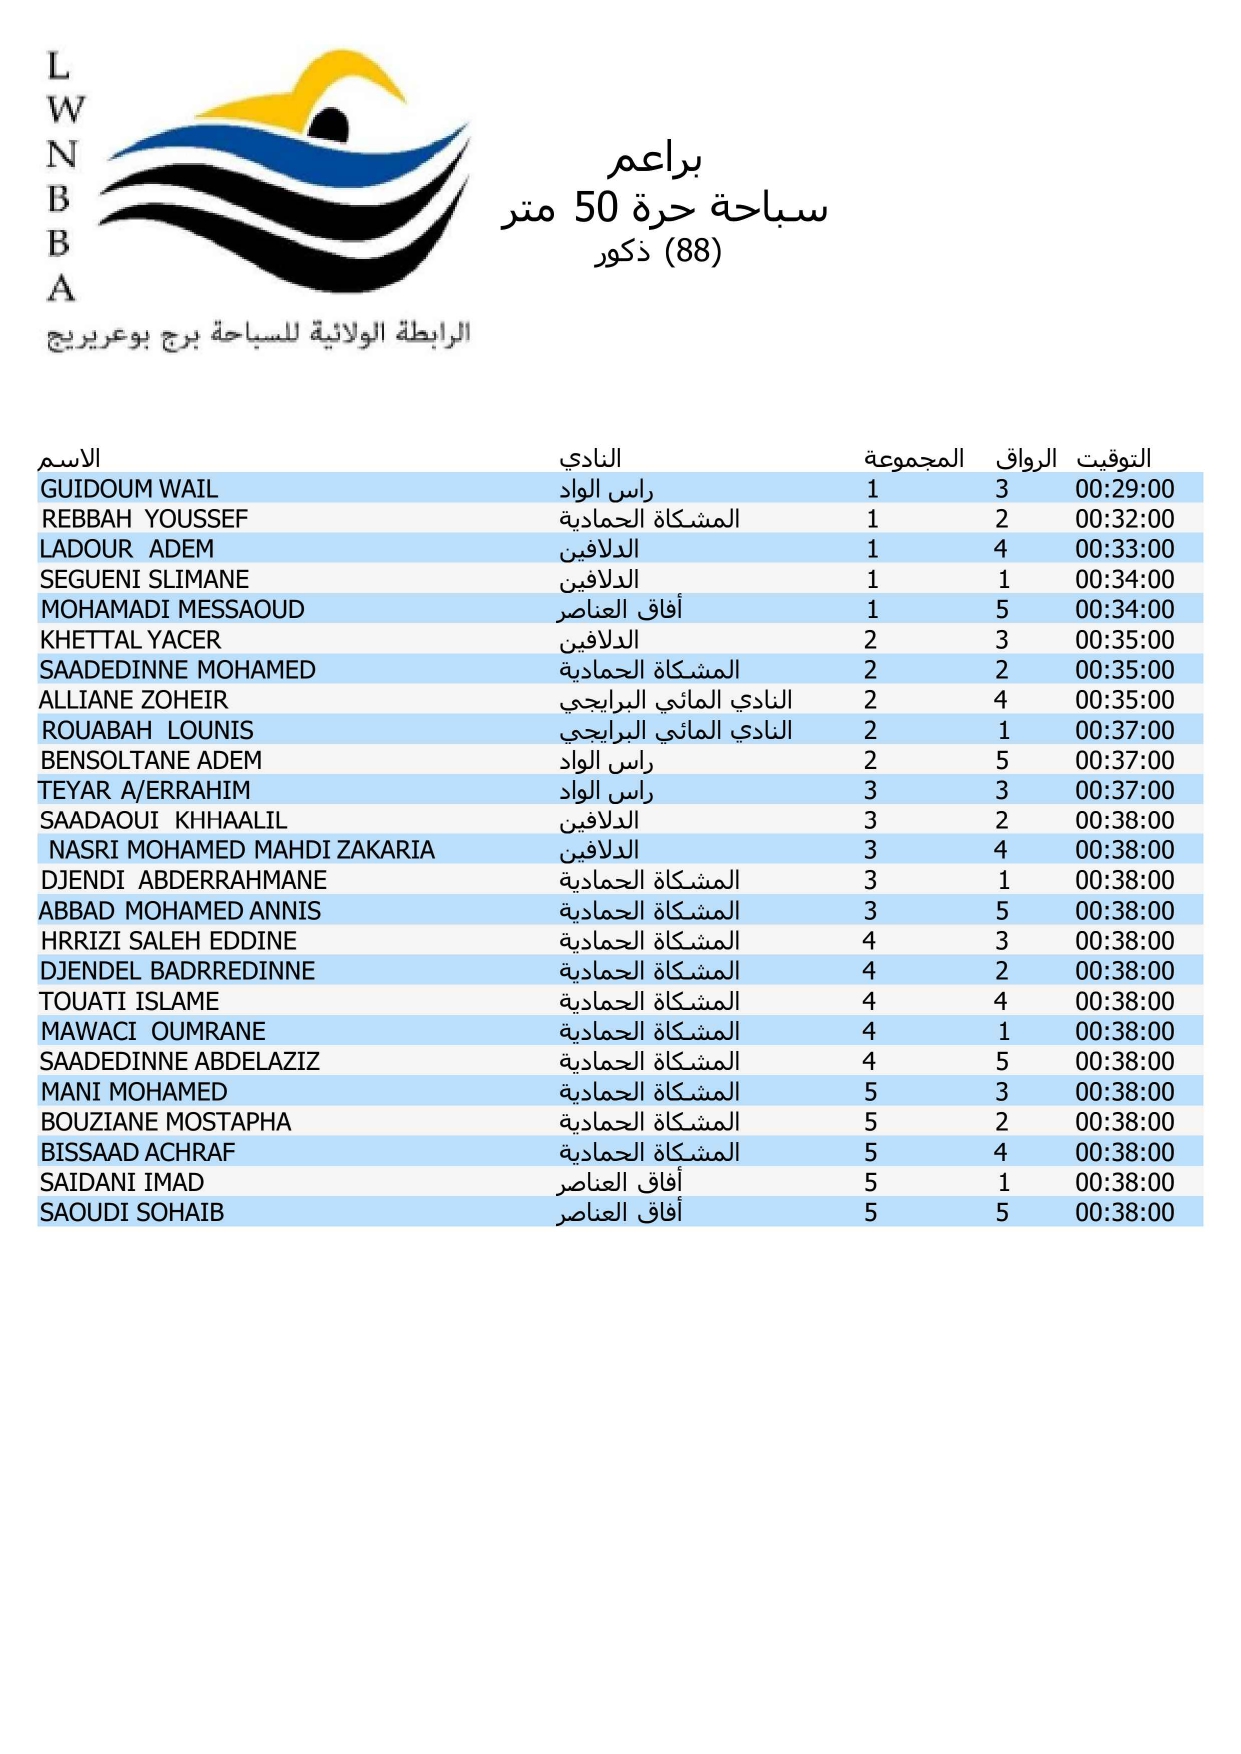 L
W
N
B
B
A
الرابطة الولائية للسباحة برج بوعريريج
براعم
سباحة حرة 50 متر
(88) ذكور
الاسم النادي المجموعة الرواق التوقيت
GUIDOUM WAIL راس الواد 1 3 00:29:00
REBBAH YOUSSEF المشكاة الحمادية 1 2 00:32:00
LADOUR ADEM الدلافين 1 4 00:33:00
SEGUENI SLIMANE الدلافين 1 1 00:34:00
MOHAMADI MESSAOUD أفاق العناصر 1 5 00:34:00
KHETTAL YACER الدلافين 2 3 00:35:00
SAADEDINNE MOHAMED المشكاة الحمادية 2 2 00:35:00
ALLIANE ZOHEIR النادي المائي البرايجي 2 4 00:35:00
ROUABAH LOUNIS النادي المائي البرايجي 2 1 00:37:00
BENSOLTANE ADEM راس الواد 2 5 00:37:00
TEYAR A/ERRAHIM راس الواد 3 3 00:37:00
SAADAOUI KHHAALIL الدلافين 3 2 00:38:00
NASRI MOHAMED MAHDI ZAKARIA الدلافين 3 4 00:38:00
DJENDI ABDERRAHMANE المشكاة الحمادية 3 1 00:38:00
ABBAD MOHAMED ANNIS المشكاة الحمادية 3 5 00:38:00
HRRIZI SALEH EDDINE المشكاة الحمادية 4 3 00:38:00
DJENDEL BADRREDINNE المشكاة الحمادية 4 2 00:38:00
TOUATI ISLAME المشكاة الحمادية 4 4 00:38:00
MAWACI OUMRANE المشكاة الحمادية 4 1 00:38:00
SAADEDINNE ABDELAZIZ المشكاة الحمادية 4 5 00:38:00
MANI MOHAMED المشكاة الحمادية 5 3 00:38:00
BOUZIANE MOSTAPHA المشكاة الحمادية 5 2 00:38:00
BISSAAD ACHRAF المشكاة الحمادية 5 4 00:38:00
SAIDANI IMAD أفاق العناصر 5 1 00:38:00
SAOUDI SOHAIB أفاق العناصر 5 5 00:38:00